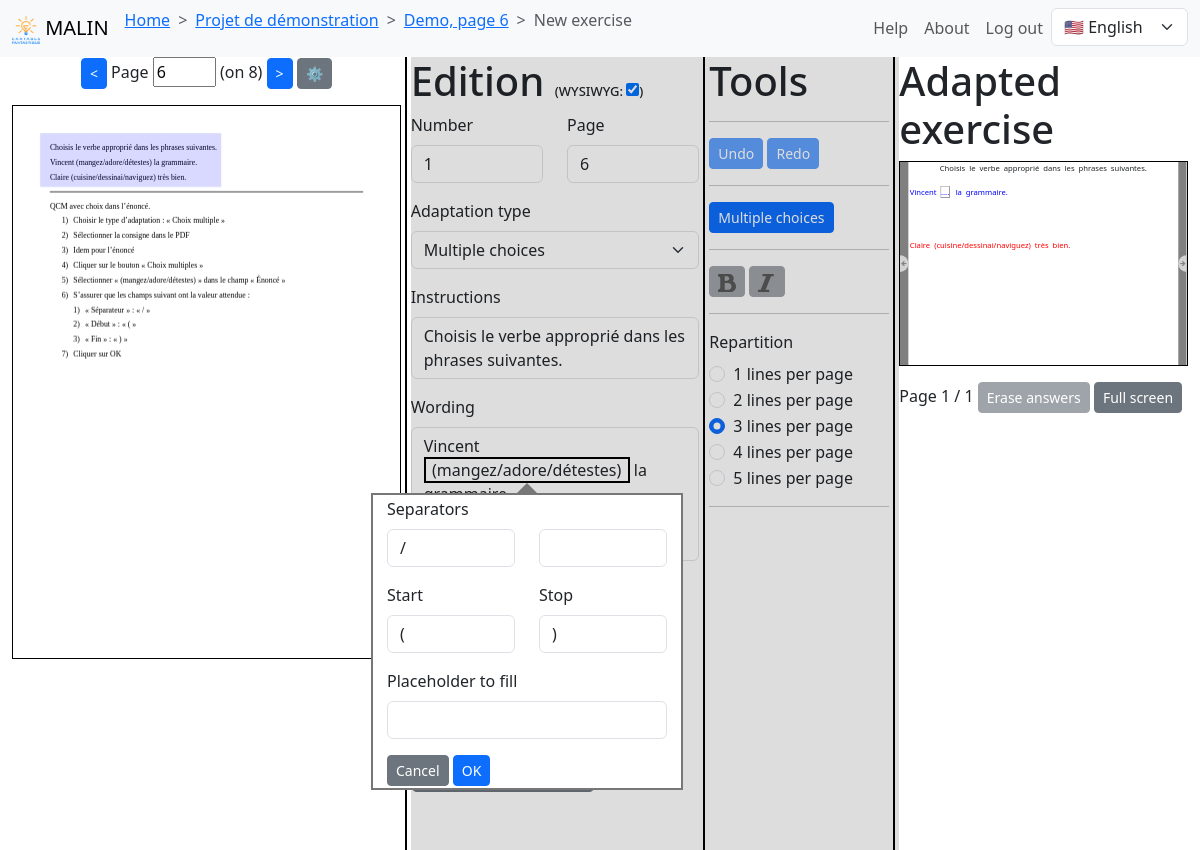 MALIN
Home > Projet de démonstration > Demo, page 6 > New exercise
Help About Log out 🇺🇸 English
< Page 6 (on 8) > ⚙️
Choisis le verbe approprié dans les phrases suivantes.
Vincent (mangez/adore/détestes) la grammaire.
Claire (cuisine/dessinai/naviguez) très bien.
QCM avec choix dans l'énoncé.
1) Choisir le type d'adaptation : « Choix multiple »
2) Sélectionner la consigne dans le PDF
3) Idem pour l'énoncé
4) Cliquer sur le bouton « Choix multiples »
5) Sélectionner « (mangez/adore/détestes) » dans le champ « Énoncé »
6) S'assurer que les champs suivant ont la valeur attendue :
1) « Séparateur » : « / »
2) « Début » : « ( »
3) « Fin » : « ) »
7) Cliquer sur OK
Edition (WYSIWYG: )
Number Page
1 6
Adaptation type
Multiple choices
Instructions
Choisis le verbe approprié dans les
phrases suivantes.
Wording
Vincent
(mangez/adore/détestes) la
grammaire.
Separators
/
Start Stop
( )
Placeholder to fill
Cancel OK
Tools
Undo Redo
Multiple choices
B I
Repartition
1 lines per page
2 lines per page
3 lines per page
4 lines per page
5 lines per page
Adapted
exercise
Choisis le verbe approprié dans les phrases suivantes.
Vincent .... la grammaire.
Claire (cuisine/dessinai/naviguez) très bien.
Page 1 / 1 Erase answers Full screen